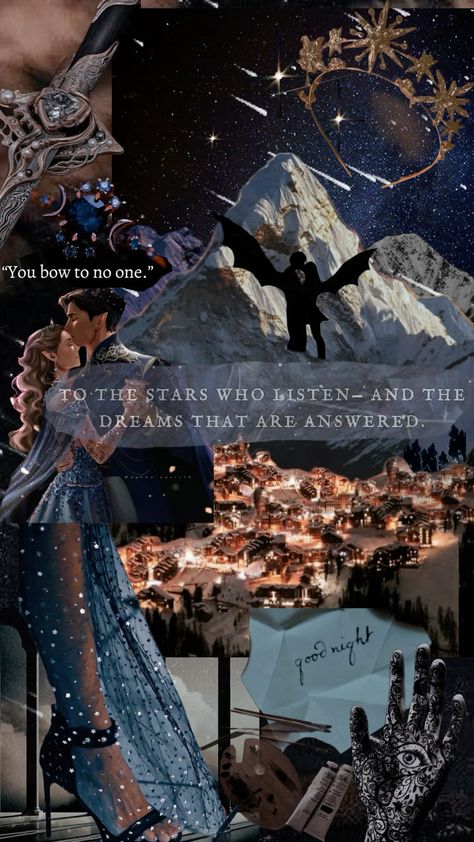 “You bow to no one.”
TO THE STARS WHO LISTEN— AND THE
DREAMS THAT ARE ANSWERED.
good night